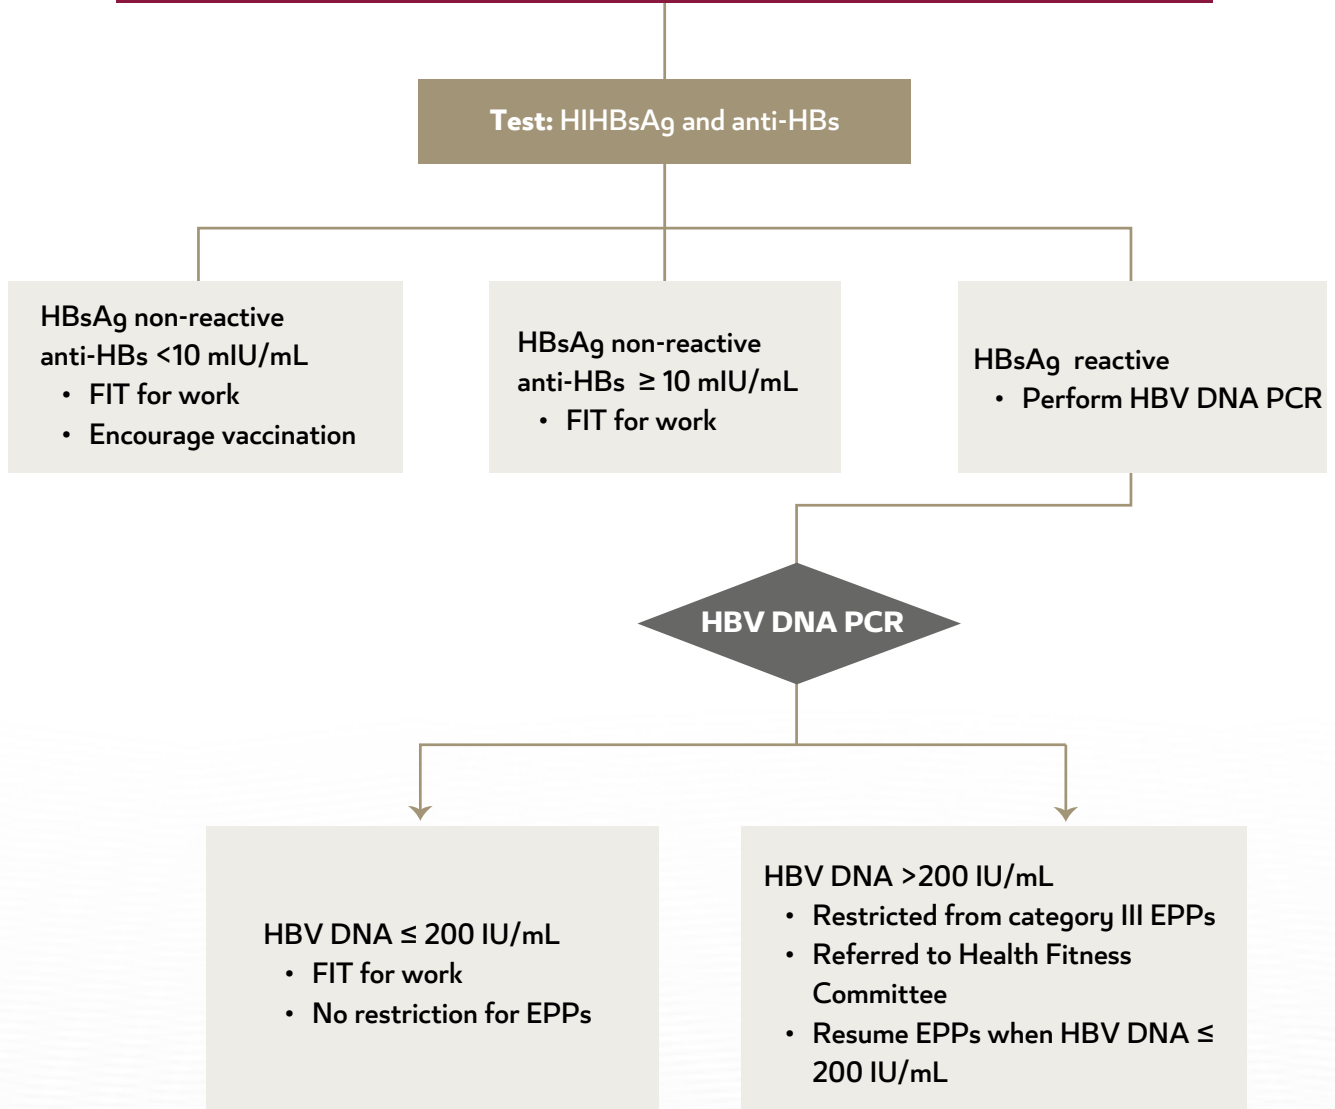 Test: HIHBsAg and anti-HBs
HBsAg non-reactive
anti-HBs <10 mIU/mL
• FIT for work
• Encourage vaccination
HBsAg non-reactive
anti-HBs ≥ 10 mIU/mL
• FIT for work
HBsAg reactive
• Perform HBV DNA PCR
HBV DNA PCR
HBV DNA ≤ 200 IU/mL
• FIT for work
• No restriction for EPPs
HBV DNA >200 IU/mL
• Restricted from category III EPPs
• Referred to Health Fitness
Committee
• Resume EPPs when HBV DNA ≤
200 IU/mL